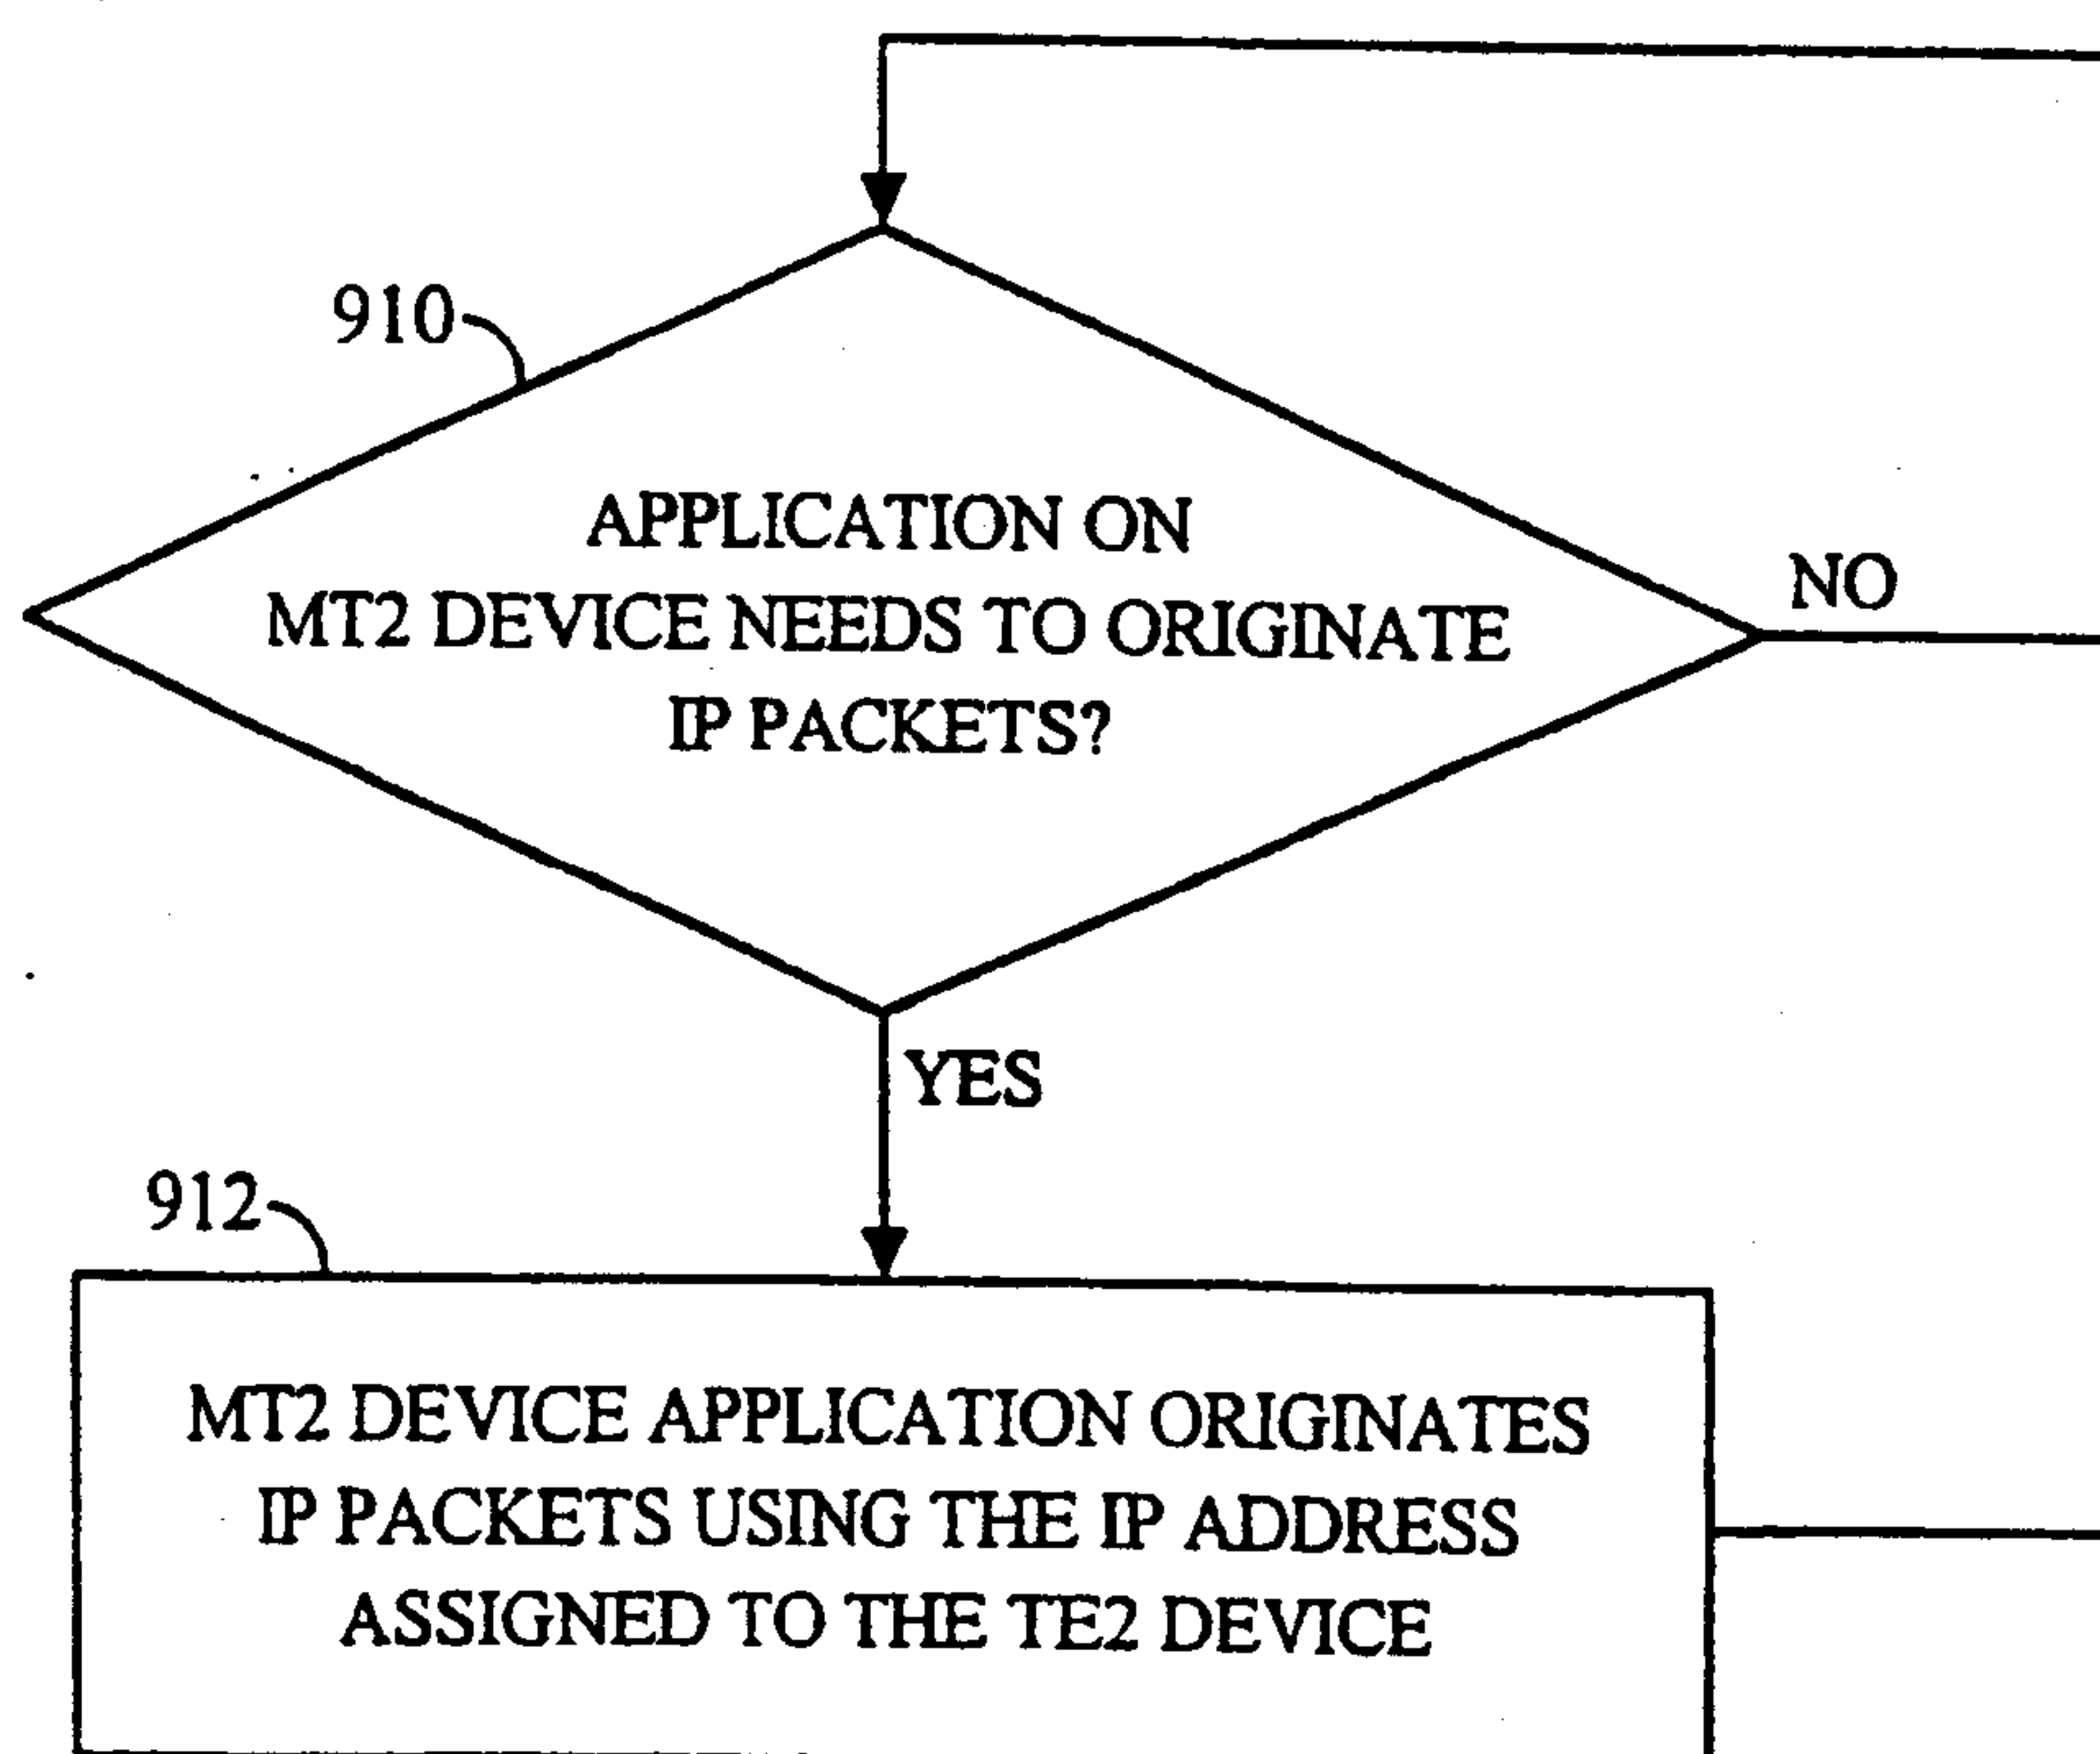 910
APPLICATION ON
MT2 DEVICE NEEDS TO ORIGINATE
IP PACKETS?
NO
YES
912
MT2 DEVICE APPLICATION ORIGINATES
IP PACKETS USING THE IP ADDRESS
ASSIGNED TO THE TE2 DEVICE